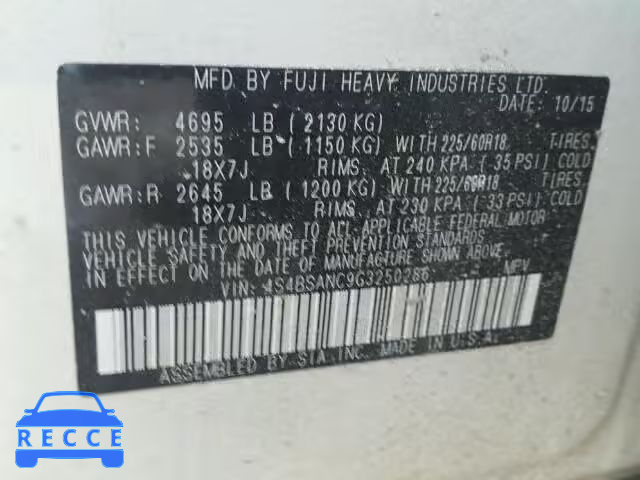 MFD BY FUJI HEAVY INDUSTRIES LTD.
DATE: 10/15
GVWR: 4695 LB (2130 KG)
GAWR:F 2535 LB (1150 KG) WITH 225/60R18 TIRES
18X7J RIMS, AT 240 KPA (35 PSI) COLD
GAWR:R 2645 LB (1200 KG) WITH 225/60R18 TIRES
18X7J RIMS, AT 230 KPA (33 PSI) COLD
THIS VEHICLE CONFORMS TO ALL APPLICABLE FEDERAL MOTOR
VEHICLE SAFETY AND THEFT PREVENTION STANDARDS
IN EFFECT ON THE DATE OF MANUFACTURE SHOWN ABOVE.
VIN: 4S4BSANC9G3250286 MPV
ASSEMBLED BY SIA, INC. MADE IN U.S.A.
RECCE